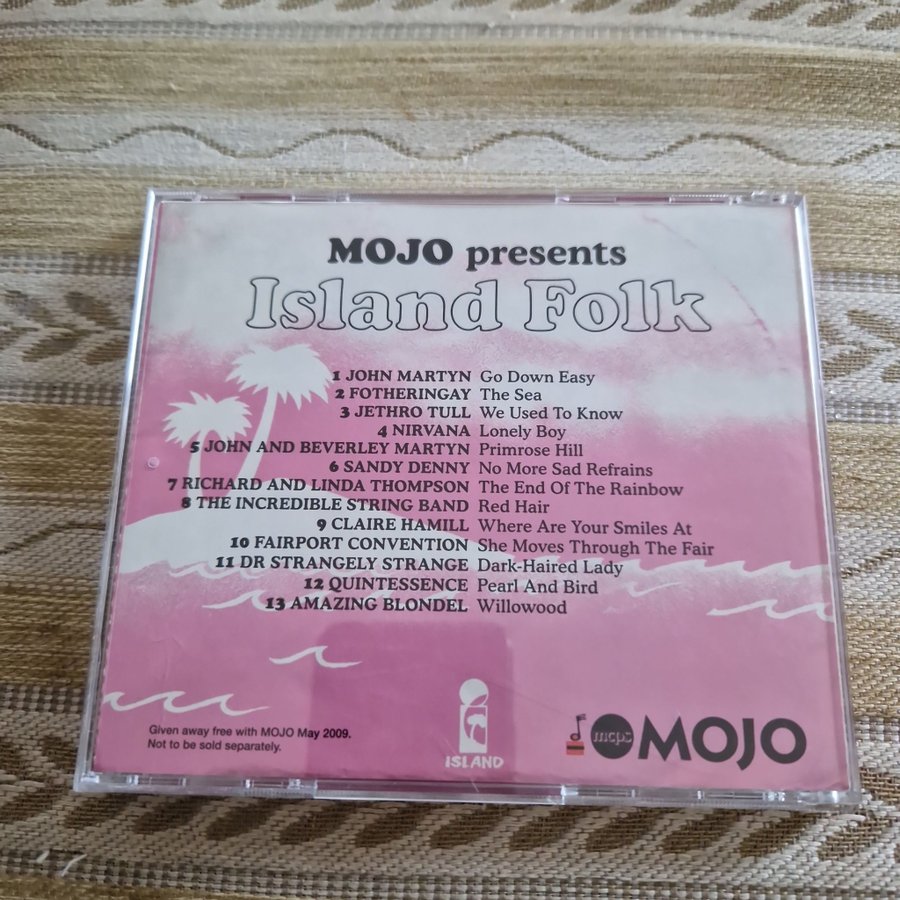 MOJO presents
Island Folk
1 JOHN MARTYN Go Down Easy
2 FOTHERINGAY The Sea
3 JETHRO TULL We Used To Know
4 NIRVANA Lonely Boy
5 JOHN AND BEVERLEY MARTYN Primrose Hill
6 SANDY DENNY No More Sad Refrains
7 RICHARD AND LINDA THOMPSON The End Of The Rainbow
8 THE INCREDIBLE STRING BAND Red Hair
9 CLAIRE HAMILL Where Are Your Smiles At
10 FAIRPORT CONVENTION She Moves Through The Fair
11 DR STRANGELY STRANGE Dark-Haired Lady
12 QUINTESSENCE Pearl And Bird
13 AMAZING BLONDEL Willowood
Given away free with MOJO May 2009.
Not to be sold separately.
ISLAND
mcps
MOJO